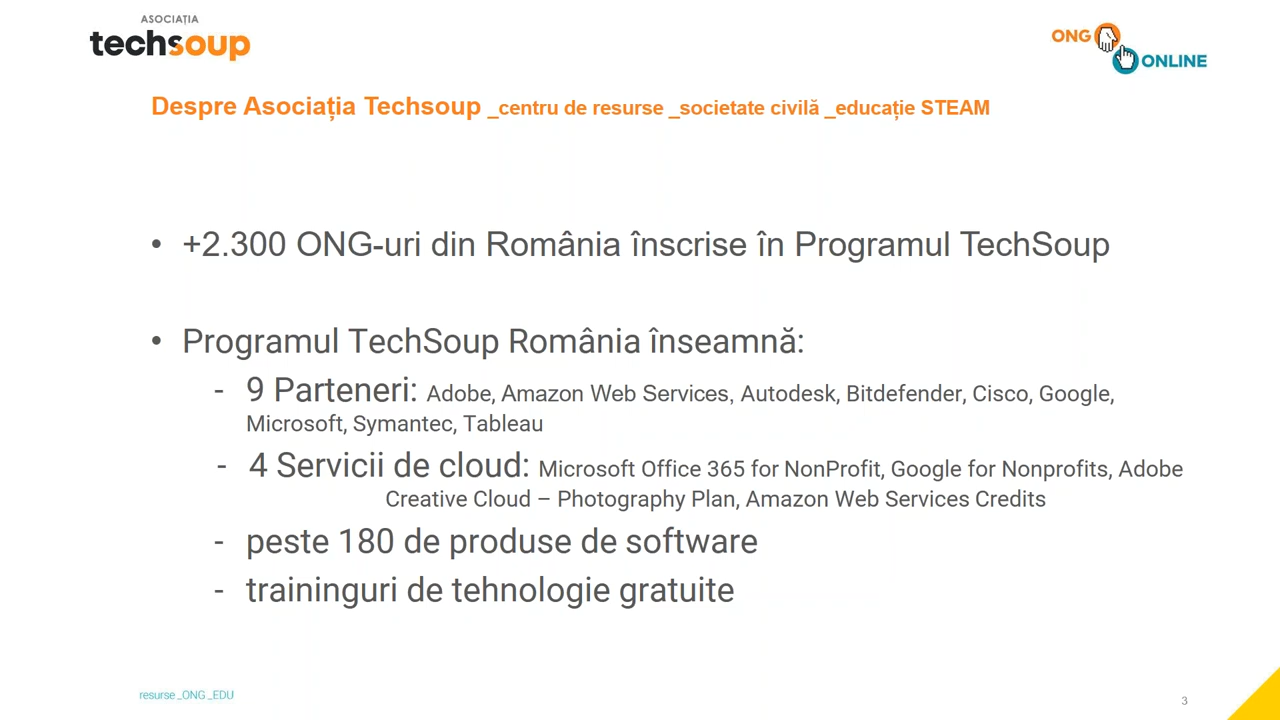 ASOCIAȚIA
techsoup
ONG
ONLINE
Despre Asociația Techsoup _centru de resurse _societate civilă _educație STEAM
• +2.300 ONG-uri din România înscrise în Programul TechSoup
• Programul TechSoup România înseamnă:
- 9 Parteneri: Adobe, Amazon Web Services, Autodesk, Bitdefender, Cisco, Google,
Microsoft, Symantec, Tableau
- 4 Servicii de cloud: Microsoft Office 365 for NonProfit, Google for Nonprofits, Adobe
Creative Cloud – Photography Plan, Amazon Web Services Credits
- peste 180 de produse de software
- traininguri de tehnologie gratuite
resurse_ONG_EDU
3